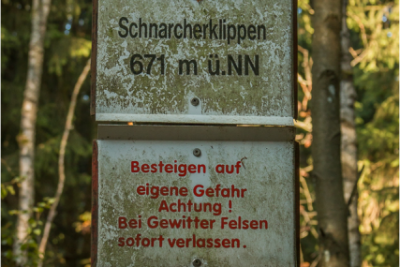 Schnarcherklippen
671 m ü.NN
Besteigen auf
eigene Gefahr
Achtung !
Bei Gewitter Felsen
sofort verlassen.